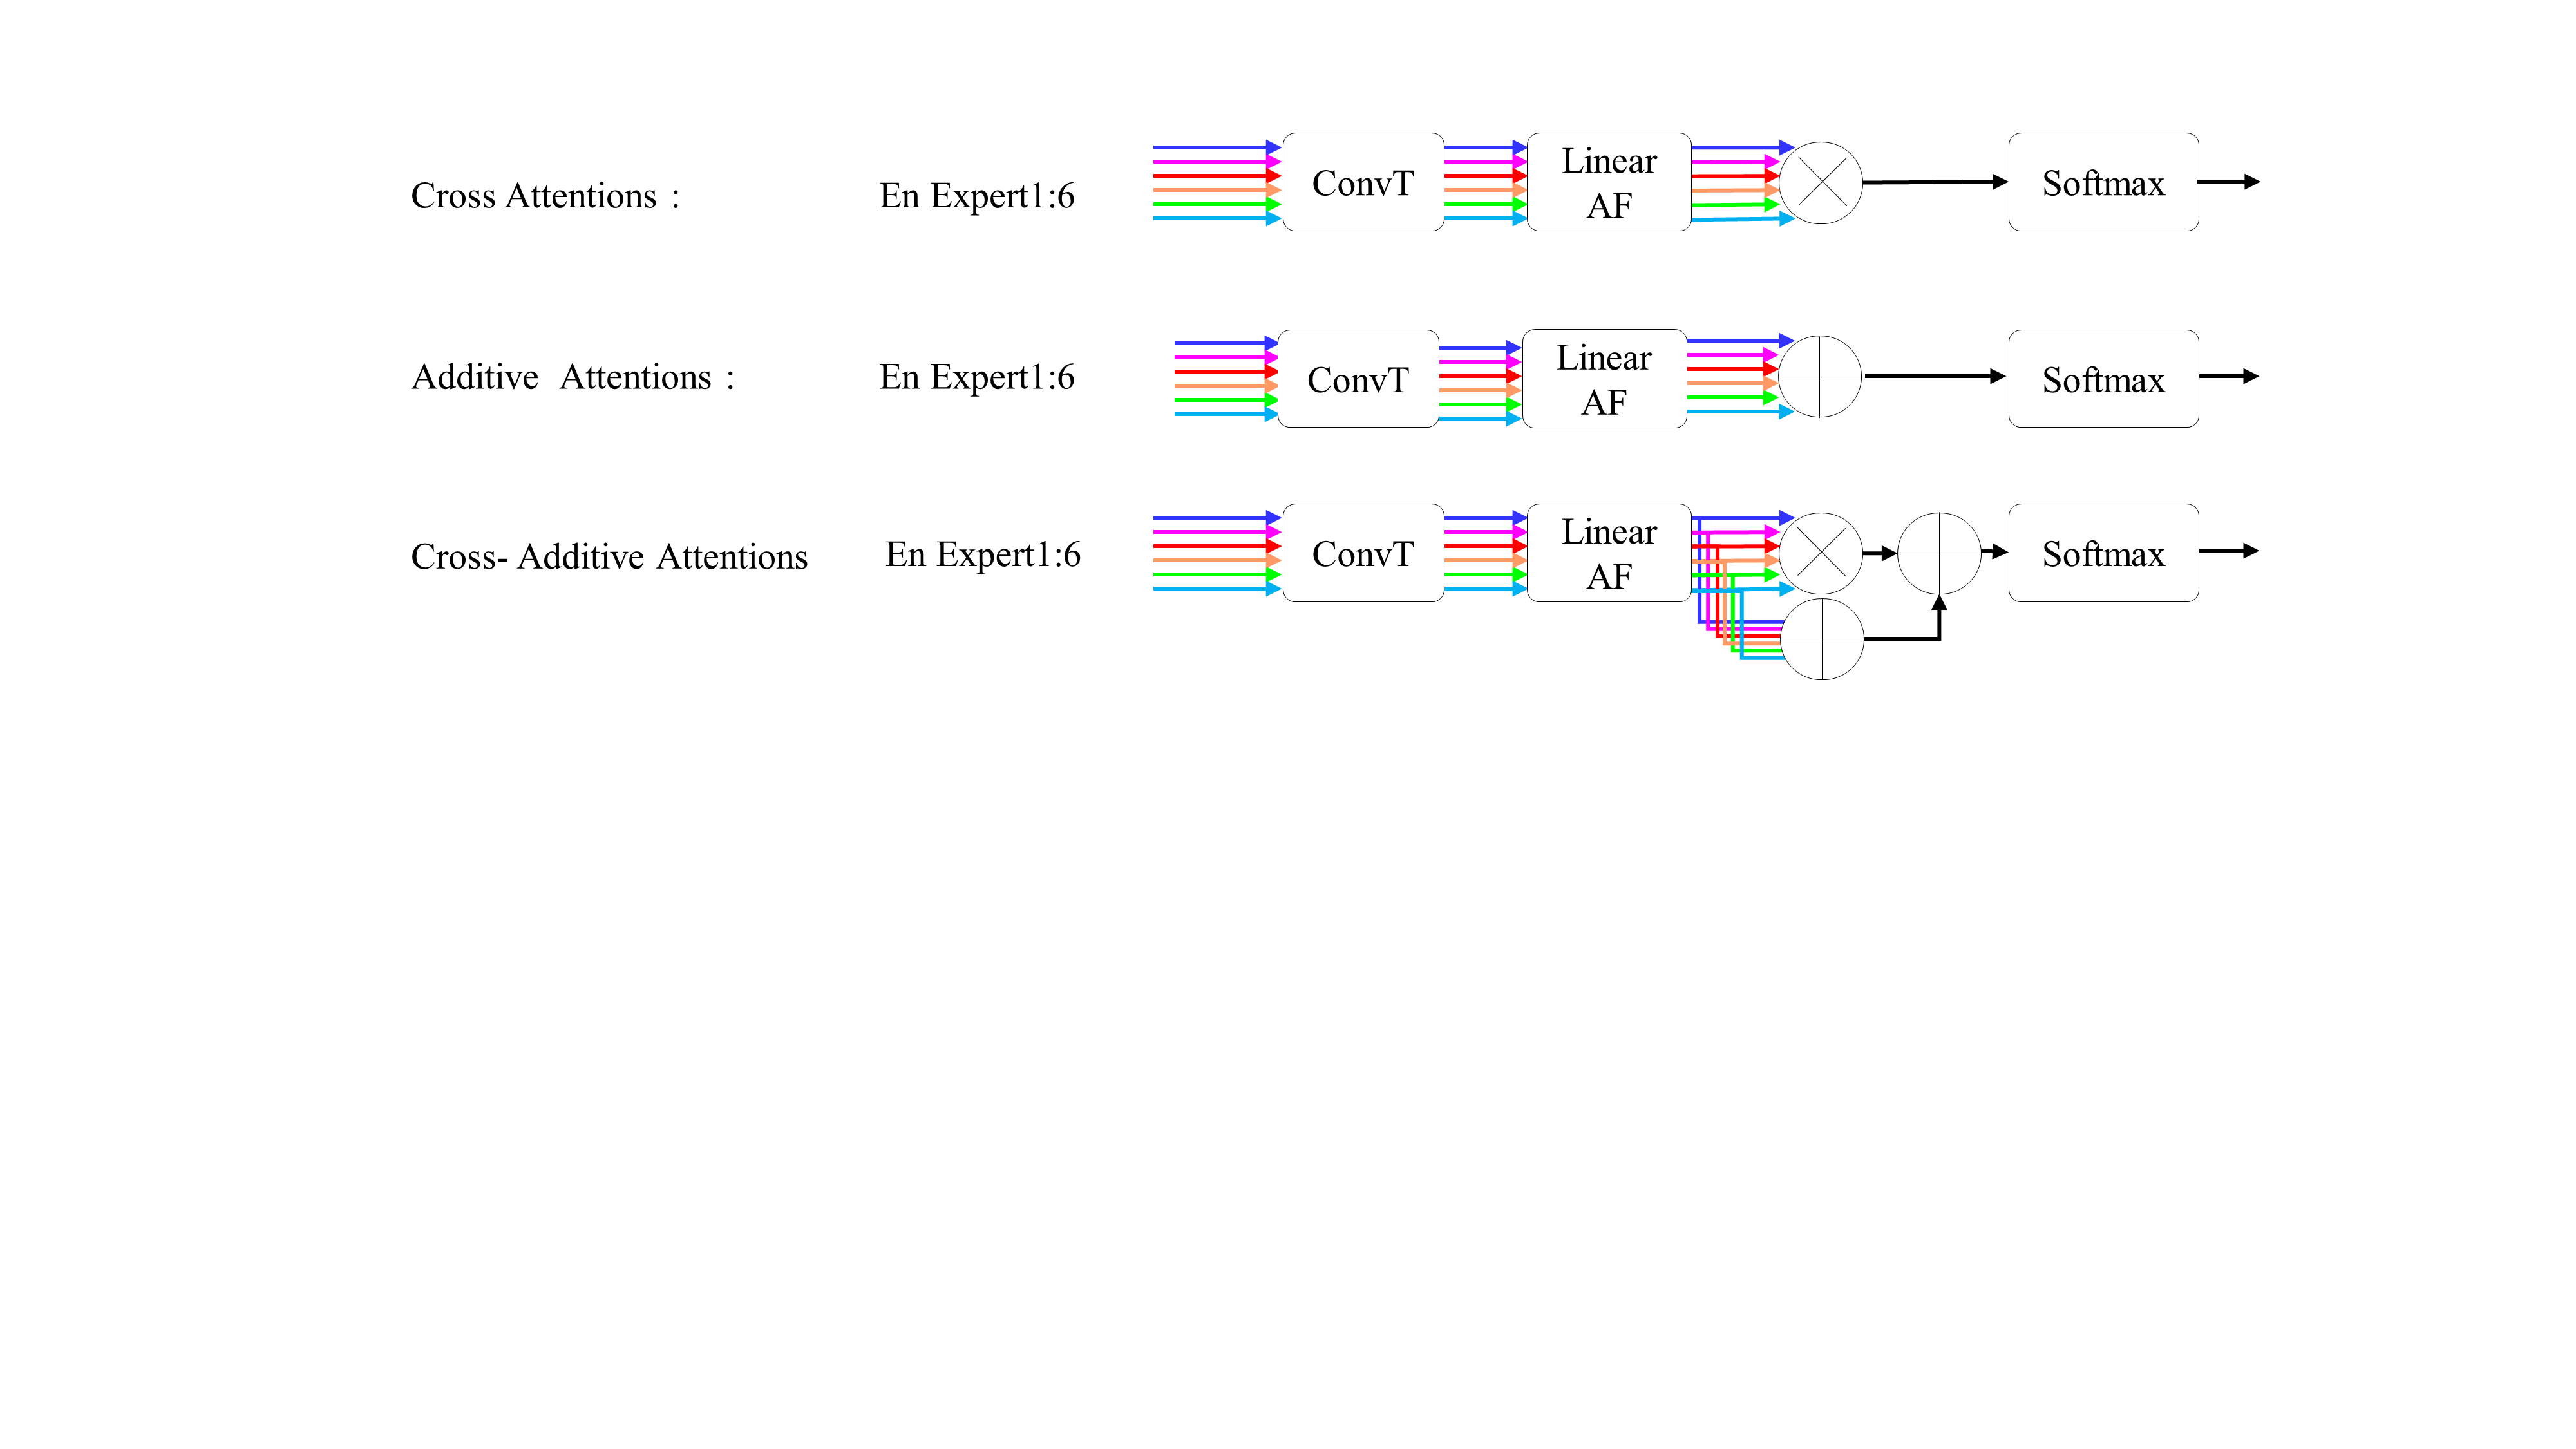 Cross Attentions :
En Expert1:6
ConvT
Linear
AF
Softmax
Additive Attentions :
En Expert1:6
ConvT
Linear
AF
Softmax
Cross- Additive Attentions
En Expert1:6
ConvT
Linear
AF
Softmax